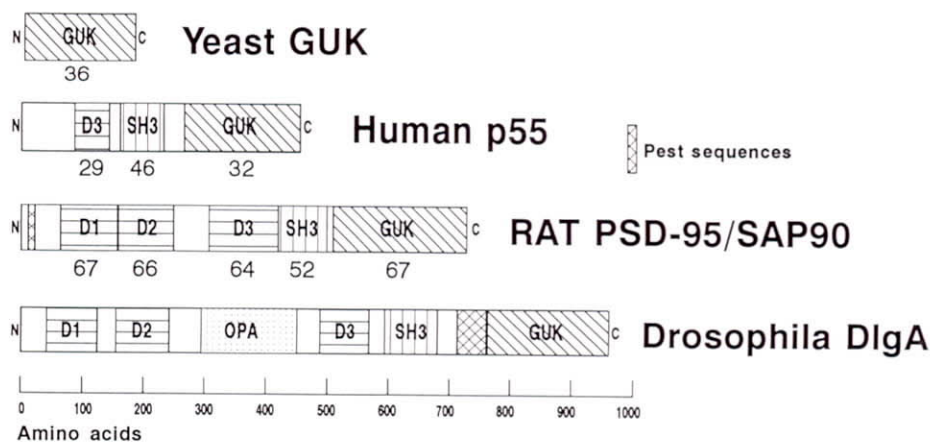 N GUK C Yeast GUK
36
N D3 SH3 GUK C Human p55
29 46 32
Pest sequences
N D1 D2 D3 SH3 GUK C RAT PSD-95/SAP90
67 66 64 52 67
N D1 D2 OPA D3 SH3 GUK C Drosophila DlgA
0 100 200 300 400 500 600 700 800 900 1000
Amino acids